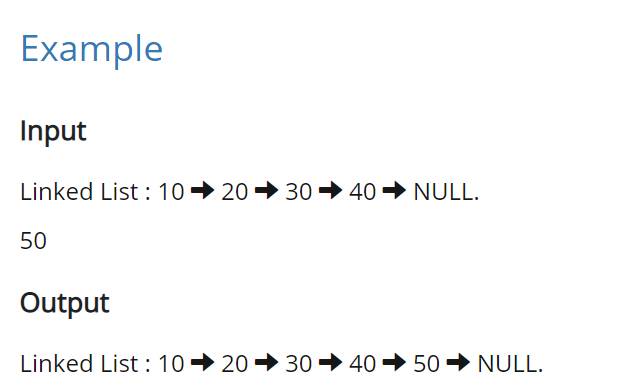 Example
Input
Linked List : 10 🡆 20 🡆 30 🡆 40 🡆 NULL.
50
Output
Linked List : 10 🡆 20 🡆 30 🡆 40 🡆 50 🡆 NULL.